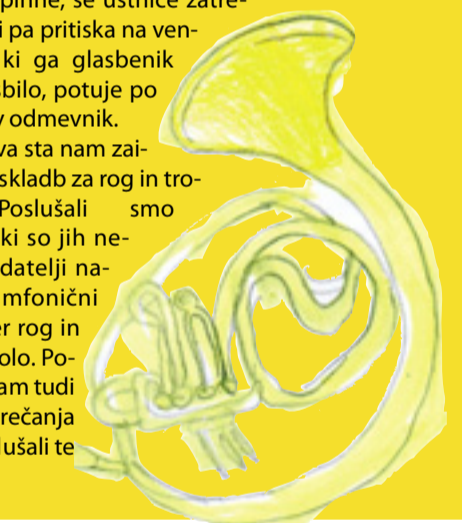 pihne, se ustnice zatre-
i pa pritiska na ven-
ki ga glasbenik
bilo, potuje po
v odmevnik.
va sta nam zai-
skladb za rog in tro-
Poslušali smo
ki so jih ne-
datelji na-
mfonični
er rog in
olo. Po-
am tudi
rečanja
lušali te